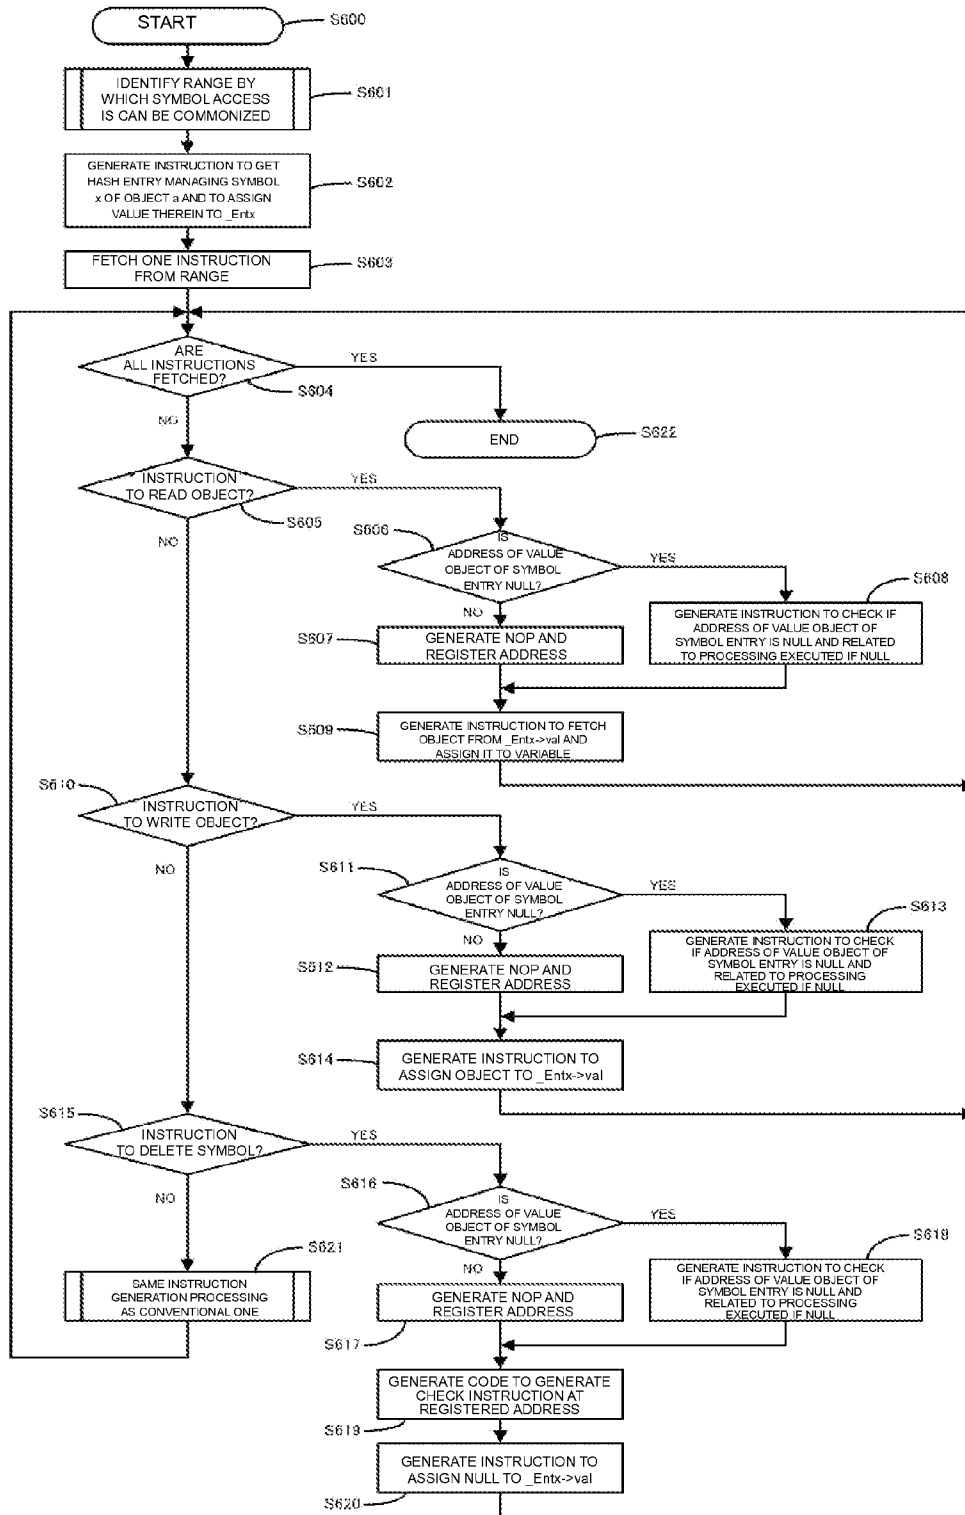 START
S600
IDENTIFY RANGE BY
WHICH SYMBOL ACCESS
IS CAN BE COMMONIZED
S601
GENERATE INSTRUCTION TO GET
HASH ENTRY MANAGING SYMBOL
x OF OBJECT a AND TO ASSIGN
VALUE THEREIN TO _Entx
S602
FETCH ONE INSTRUCTION
FROM RANGE
S603
ARE
ALL INSTRUCTIONS
FETCHED?
YES
S604
NO
END
S622
INSTRUCTION
TO READ OBJECT?
YES
S605
NO
S606
IS
ADDRESS OF VALUE
OBJECT OF SYMBOL
ENTRY NULL?
YES
NO
S608
GENERATE INSTRUCTION TO CHECK IF
ADDRESS OF VALUE OBJECT OF
SYMBOL ENTRY IS NULL AND RELATED
TO PROCESSING EXECUTED IF NULL
S607
GENERATE NOP AND
REGISTER ADDRESS
S609
GENERATE INSTRUCTION TO FETCH
OBJECT FROM _Entx->val AND
ASSIGN IT TO VARIABLE
S610
INSTRUCTION
TO WRITE OBJECT?
YES
NO
S611
IS
ADDRESS OF VALUE
OBJECT OF SYMBOL
ENTRY NULL?
YES
NO
S613
GENERATE INSTRUCTION TO CHECK
IF ADDRESS OF VALUE OBJECT OF
SYMBOL ENTRY IS NULL AND
RELATED TO PROCESSING
EXECUTED IF NULL
S612
GENERATE NOP AND
REGISTER ADDRESS
S614
GENERATE INSTRUCTION TO
ASSIGN OBJECT TO _Entx->val
S615
INSTRUCTION
TO DELETE SYMBOL?
YES
NO
S616
IS
ADDRESS OF VALUE
OBJECT OF SYMBOL
ENTRY NULL?
YES
NO
S618
GENERATE INSTRUCTION TO CHECK
IF ADDRESS OF VALUE OBJECT OF
SYMBOL ENTRY IS NULL AND
RELATED TO PROCESSING
EXECUTED IF NULL
S621
SAME INSTRUCTION
GENERATION PROCESSING
AS CONVENTIONAL ONE
GENERATE NOP AND
REGISTER ADDRESS
S617
GENERATE CODE TO GENERATE
CHECK INSTRUCTION AT
REGISTERED ADDRESS
S619
GENERATE INSTRUCTION TO
ASSIGN NULL TO _Entx->val
S620